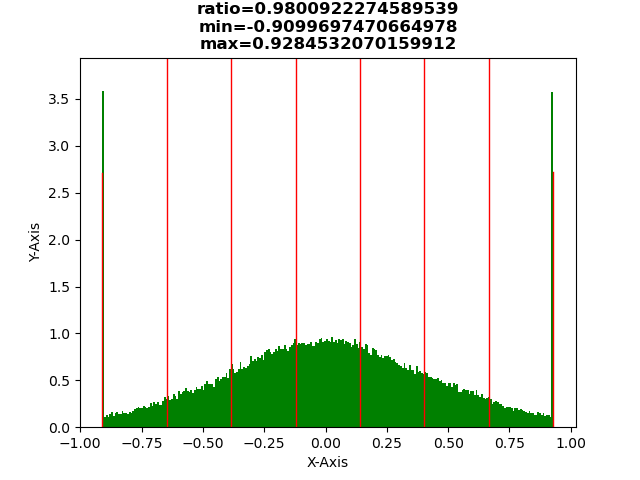 ratio=0.9800922274589539
min=-0.9099697470664978
max=0.9284532070159912
3.5
3.0
2.5
2.0
1.5
1.0
0.5
0.0
Y-Axis
−1.00 −0.75 −0.50 −0.25 0.00 0.25 0.50 0.75 1.00
X-Axis